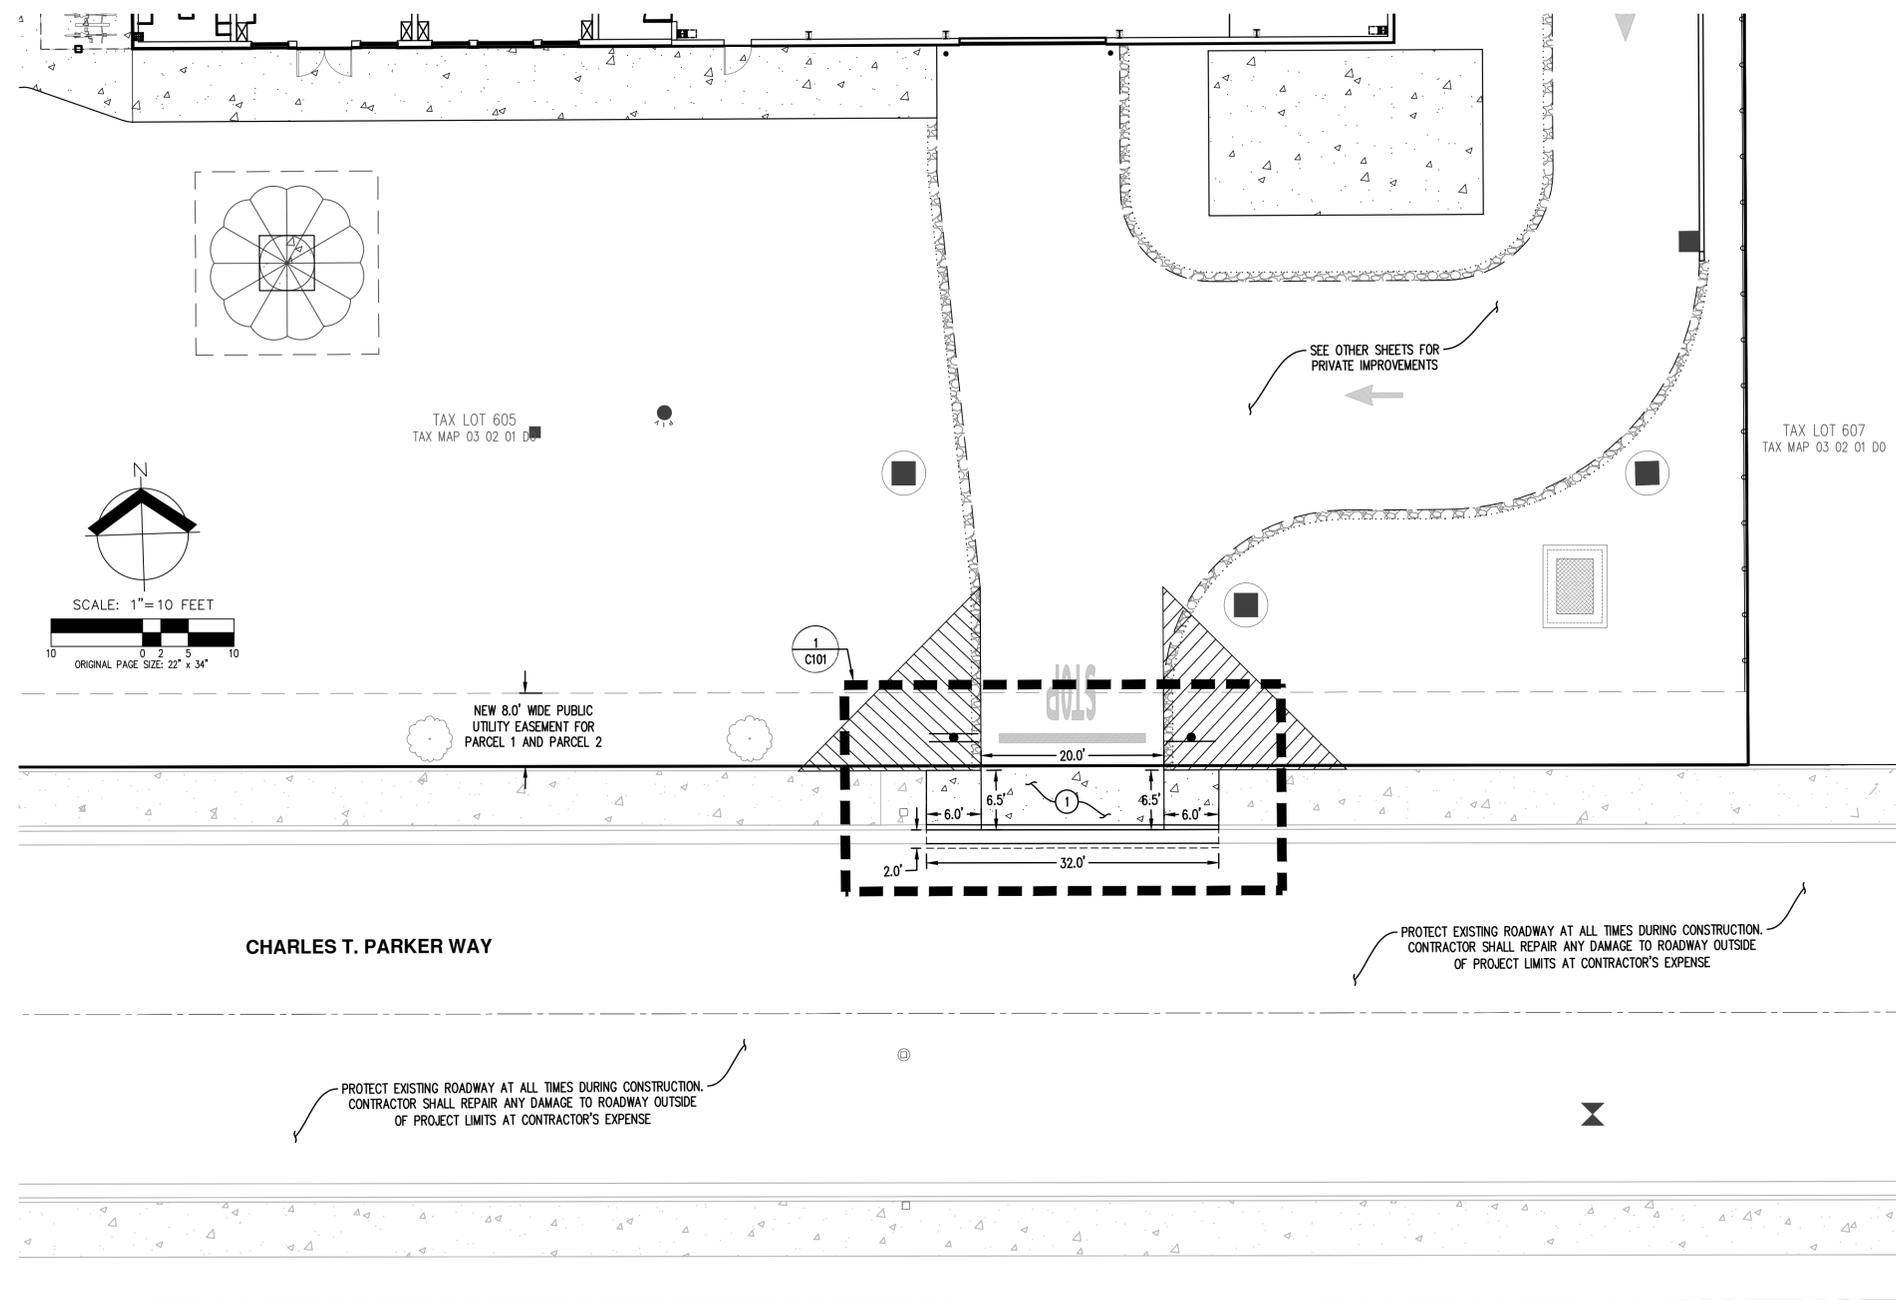 SEE OTHER SHEETS FOR
PRIVATE IMPROVEMENTS
TAX LOT 605
TAX MAP 03 02 01 D0
TAX LOT 607
TAX MAP 03 02 01 D0
N
SCALE: 1"=10 FEET
10 0 2 5 10
ORIGINAL PAGE SIZE: 22" x 34"
1
C101
STOP
NEW 8.0' WIDE PUBLIC
UTILITY EASEMENT FOR
PARCEL 1 AND PARCEL 2
20.0'
6.5'
1
6.5'
6.0'
6.0'
2.0'
32.0'
CHARLES T. PARKER WAY
PROTECT EXISTING ROADWAY AT ALL TIMES DURING CONSTRUCTION.
CONTRACTOR SHALL REPAIR ANY DAMAGE TO ROADWAY OUTSIDE
OF PROJECT LIMITS AT CONTRACTOR'S EXPENSE
PROTECT EXISTING ROADWAY AT ALL TIMES DURING CONSTRUCTION.
CONTRACTOR SHALL REPAIR ANY DAMAGE TO ROADWAY OUTSIDE
OF PROJECT LIMITS AT CONTRACTOR'S EXPENSE